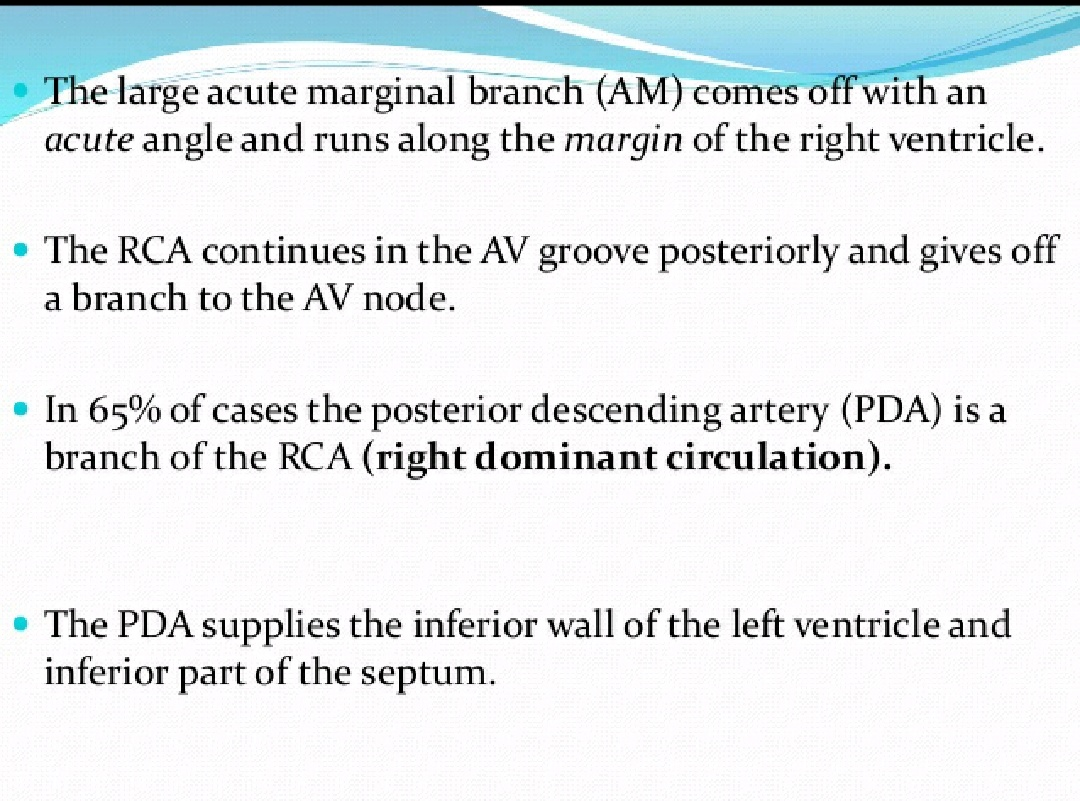 The large acute marginal branch (AM) comes off with an
acute angle and runs along the margin of the right ventricle.
The RCA continues in the AV groove posteriorly and gives off
a branch to the AV node.
In 65% of cases the posterior descending artery (PDA) is a
branch of the RCA (right dominant circulation).
The PDA supplies the inferior wall of the left ventricle and
inferior part of the septum.